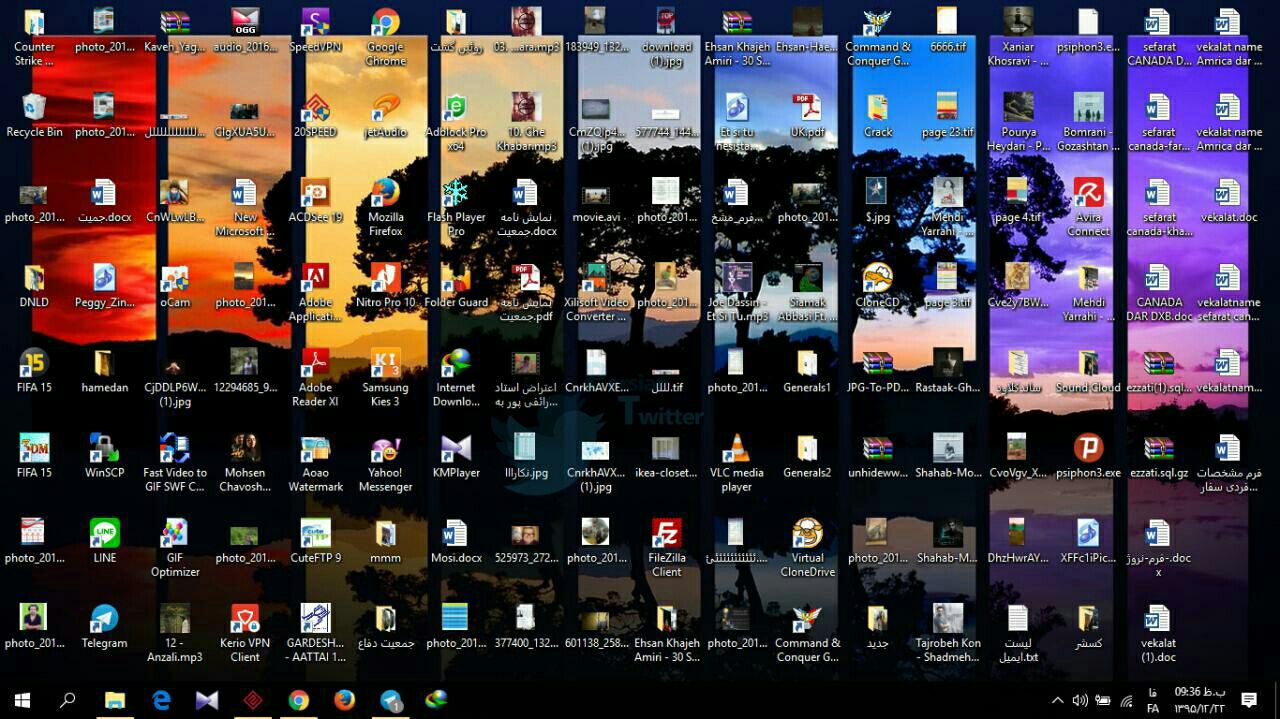 Counter Strike ...
photo_201...
Kaveh_Yag...
OGG
audio_2016...
SpeedVPN
Google Chrome
روئین کشت
03. ...ara.mp3
183949_132...
download (1).jpg
Ehsan Khajeh Amiri - 30 S...
Ehsan-Hae...
Command & Conquer G...
6666.tif
Xaniar Khosravi - ...
psiphon3.e...
sefarat CANADA D...
vekalat name Amrica dar ...
Recycle Bin
photo_201...
CIgXUA5U...
20SPEED
jetAudio
Adblock Pro x64
10. Che Khabar.mp3
CmZQjp4... (1).jpg
577744_144...
Et si tu nesista...
UK.pdf
Crack
page 23.tif
Pourya Heydari - P...
Bomrani - Gozashtan ...
sefarat canada-far...
vekalat name Amrica dar ...
photo_201...
جمیت.docx
CnWLwLB...
New Microsoft ...
ACDSee 19
Mozilla Firefox
Flash Player Pro
نمایش نامه جمعیت.docx
movie.avi
photo_201...
فرم_مشخ...
photo_201...
$.jpg
Mehdi Yarrahi - ...
page 4.tif
Avira Connect
sefarat canada-kha...
vekalat.doc
DNLD
Peggy_Zin...
oCam
photo_201...
Adobe Applicati...
Nitro Pro 10
Folder Guard
نمایش نامه جمعیت.pdf
Xilisoft Video Converter ...
photo_201...
Joe Dassin - Et Si Tu.mp3
Siamak Abbasi Ft. ...
CloneCD
page 3.tif
Cve2y7BW...
Mehdi Yarrahi - ...
CANADA DAR DXB.doc
vekalatname sefarat can...
FIFA 15
hamedan
CjDDLP6W... (1).jpg
12294685_9...
Adobe Reader XI
Samsung Kies 3
Internet Downlo...
اعتراض استاد رائفی پور به ...
CnrkhAVXE...
لللل.tif
photo_201...
Generals1
JPG-To-PD...
Rastaak-Gh...
ساندکلاود
Sound Cloud
ezzati(1).sql...
vekalatnam...
Twitter
FIFA 15
WinSCP
Fast Video to GIF SWF C...
Mohsen Chavosh...
Aoao Watermark
Yahoo! Messenger
KMPlayer
نکارااا.jpg
CnrkhAVX... (1).jpg
ikea-closet...
VLC media player
Generals2
unhideww...
Shahab-Mo...
CvoVgv_X...
psiphon3.exe
ezzati.sql.gz
فرم مشخصات فردی سفار...
photo_201...
LINE
GIF Optimizer
photo_201...
CuteFTP 9
mmm
Mosi.docx
525973_272...
photo_201...
FileZilla Client
Virtual CloneDrive
photo_201...
Shahab-M...
DhzHwrAY...
XFFc1iPic...
-فرم-نروژ.docx
photo_201...
Telegram
12 - Anzali.mp3
Kerio VPN Client
GARDESH... - AATTAI 1...
جمعیت دفاع
photo_201...
377400_132...
601138_258...
Ehsan Khajeh Amiri - 30 S...
photo_201...
Command & Conquer G...
جدید
Tajrobeh Kon - Shadmeh...
لیست ایمیل.txt
کسشر
vekalat (1).doc
1
فا
FA
09:36 ب.ظ
۱۳۹۵/۱۲/۲۲